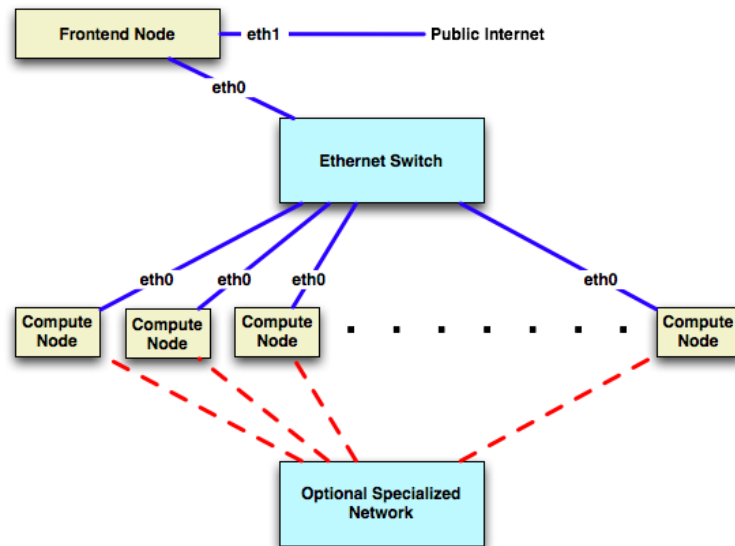 Frontend Node
eth1
Public Internet
eth0
Ethernet Switch
eth0
eth0
eth0
eth0
Compute
Node
Compute
Node
Compute
Node
Compute
Node
Optional Specialized
Network